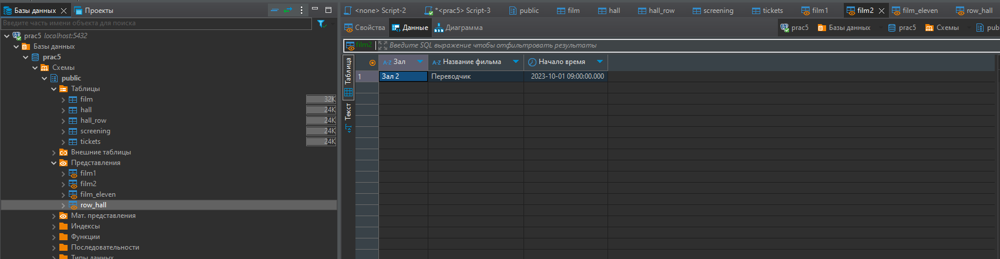 Базы данных
Проекты
Введите часть имени объекта для поиска
prac5 localhost:5432
Базы данных
prac5
Схемы
public
Таблицы
film 32K
hall 24K
hall_row 24K
screening 24K
tickets 24K
Внешние таблицы
Представления
film1
film2
film_eleven
row_hall
Мат. представления
Индексы
Функции
Последовательности
Типы данных
<none> Script-2
*<prac5> Script-3
public
film
hall
hall_row
screening
tickets
film1
film2
film_eleven
row_hall
Свойства
Данные
Диаграмма
prac5
Базы данных
prac5
Схемы
pub
film2
Введите SQL выражение чтобы отфильтровать результаты
Таблица
Текст
A-Z Зал
A-Z Название фильма
Начало время
1 Зал 2 Переводчик 2023-10-01 09:00:00.000